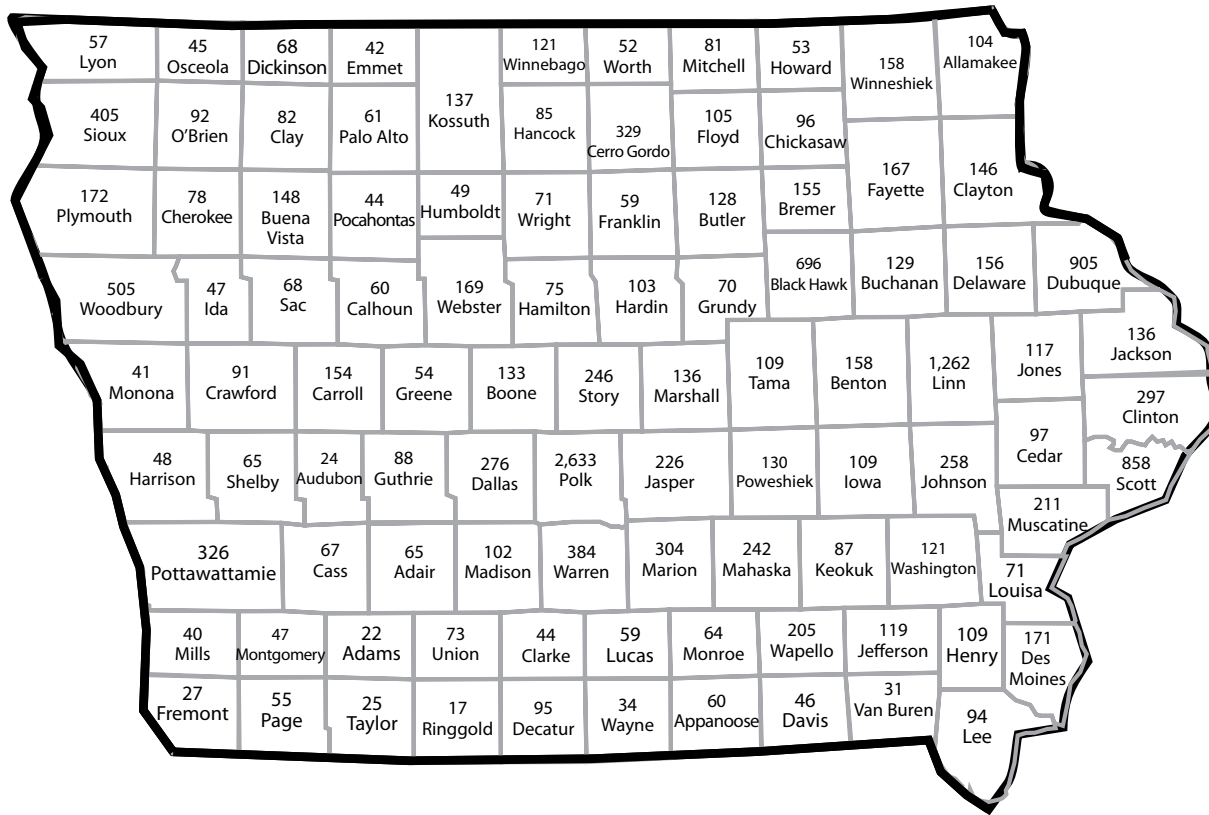 57
Lyon
45
Osceola
68
Dickinson
42
Emmet
137
Kossuth
121
Winnebago
52
Worth
81
Mitchell
53
Howard
158
Winneshiek
104
Allamakee
405
Sioux
92
O'Brien
82
Clay
61
Palo Alto
85
Hancock
329
Cerro Gordo
105
Floyd
96
Chickasaw
172
Plymouth
78
Cherokee
148
Buena
Vista
44
Pocahontas
49
Humboldt
71
Wright
59
Franklin
128
Butler
155
Bremer
167
Fayette
146
Clayton
505
Woodbury
47
Ida
68
Sac
60
Calhoun
169
Webster
75
Hamilton
103
Hardin
70
Grundy
696
Black Hawk
129
Buchanan
156
Delaware
905
Dubuque
41
Monona
91
Crawford
154
Carroll
54
Greene
133
Boone
246
Story
136
Marshall
109
Tama
158
Benton
1,262
Linn
117
Jones
136
Jackson
297
Clinton
48
Harrison
65
Shelby
24
Audubon
88
Guthrie
276
Dallas
2,633
Polk
226
Jasper
130
Poweshiek
109
Iowa
258
Johnson
97
Cedar
858
Scott
211
Muscatine
326
Pottawattamie
67
Cass
65
Adair
102
Madison
384
Warren
304
Marion
242
Mahaska
87
Keokuk
121
Washington
71
Louisa
40
Mills
47
Montgomery
22
Adams
73
Union
44
Clarke
59
Lucas
64
Monroe
205
Wapello
119
Jefferson
109
Henry
171
Des
Moines
27
Fremont
55
Page
25
Taylor
17
Ringgold
95
Decatur
34
Wayne
60
Appanoose
46
Davis
31
Van Buren
94
Lee